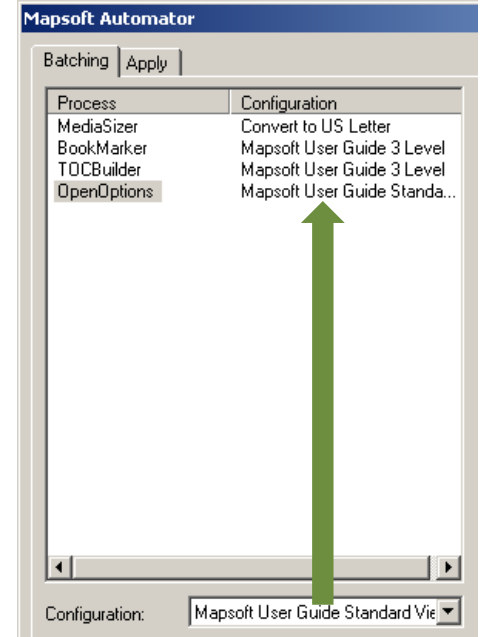 Mapsoft Automator
Batching Apply
Process Configuration
MediaSizer Convert to US Letter
BookMarker Mapsoft User Guide 3 Level
TOCBuilder Mapsoft User Guide 3 Level
OpenOptions Mapsoft User Guide Standa...
Configuration: Mapsoft User Guide Standard Vie